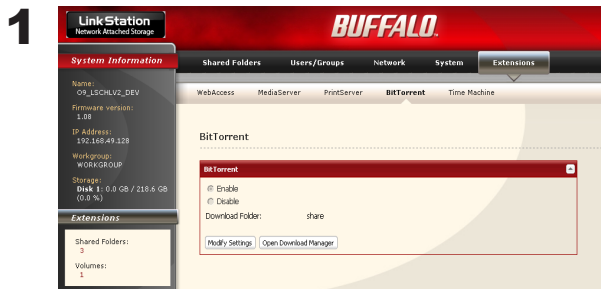 1
LinkStation
Network Attached Storage
BUFFALO.
System Information
Shared Folders Users/Groups Network System Extensions
WebAccess MediaServer PrintServer BitTorrent Time Machine
Name:
O9_LSCHLV2_DEV
Firmware version:
1.08
IP Address:
192.168.49.128
Workgroup:
WORKGROUP
Storage:
Disk 1: 0.0 GB / 218.6 GB
(0.0 %)
Extensions
Shared Folders:
3
Volumes:
1
BitTorrent
BitTorrent
Enable
Disable
Download Folder: share
Modify Settings Open Download Manager